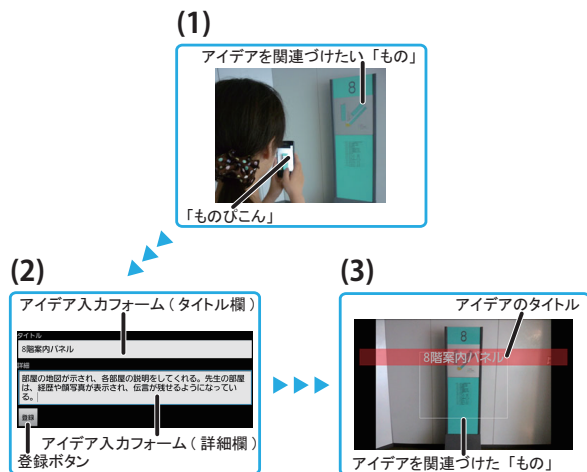 (1)
アイデアを関連づけたい「もの」
8
「ものぴこん」
(2)
アイデア入力フォーム(タイトル欄)
タイトル
8階案内パネル
詳細
部屋の地図が示され、各部屋の説明をしてくれる。先生の部屋
は、経歴や顔写真が表示され、伝言が残せるようになってい
る。
登録
アイデア入力フォーム(詳細欄)
登録ボタン
(3)
アイデアのタイトル
8
8階案内パネル
アイデアを関連づけた「もの」